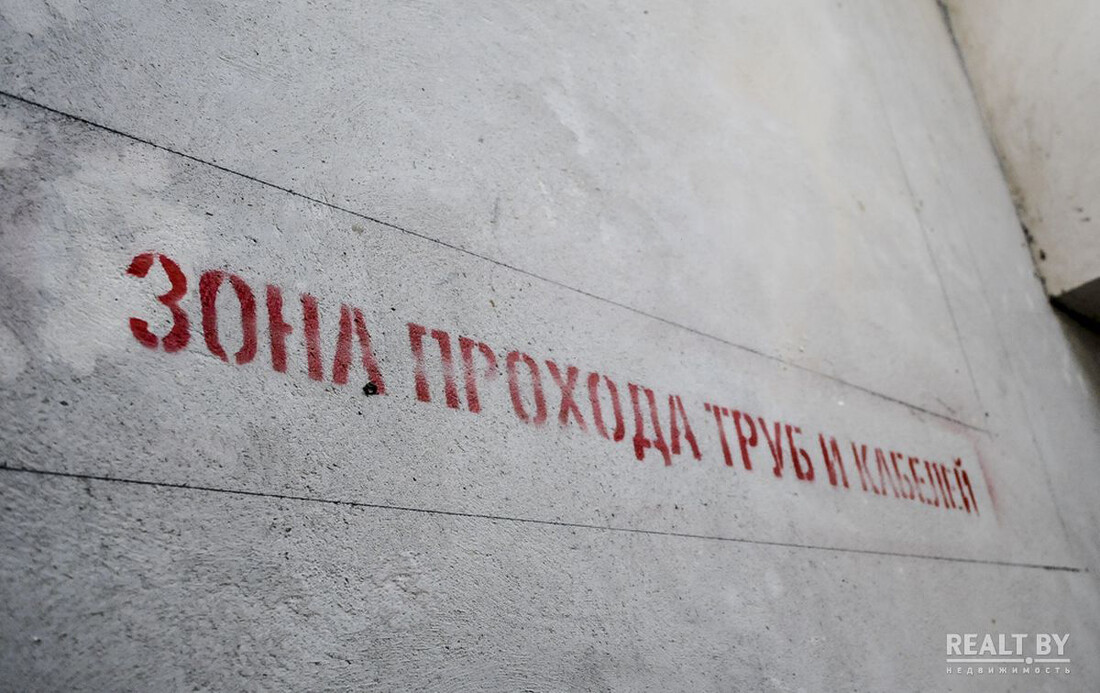 ЗОНА ПРОХОДА ТРУБ И КАБЕЛЕЙ
REALT.BY
НЕДВИЖИМОСТЬ